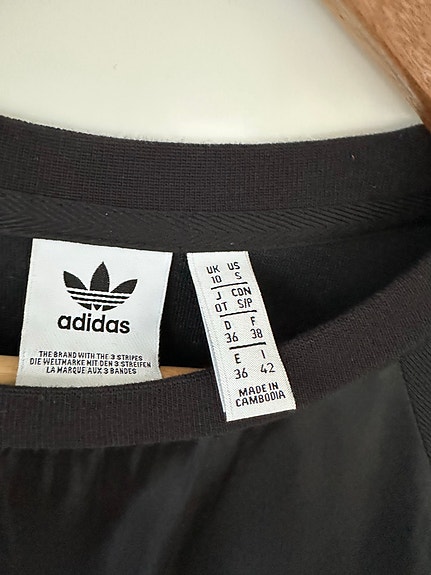 adidas
THE BRAND WITH THE 3 STRIPES
DIE WELTMARKE MIT DEN 3 STREIFEN
LA MARQUE AUX 3 BANDES
UK US
10 S
J CDN
OT S/P
D F
36 38
E I
36 42
MADE IN
CAMBODIA